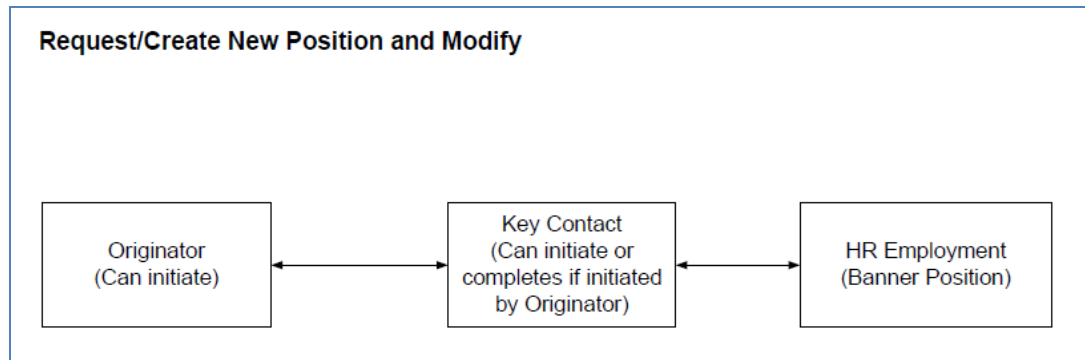 Request/Create New Position and Modify
Originator
(Can initiate)
Key Contact
(Can initiate or
completes if initiated
by Originator)
HR Employment
(Banner Position)